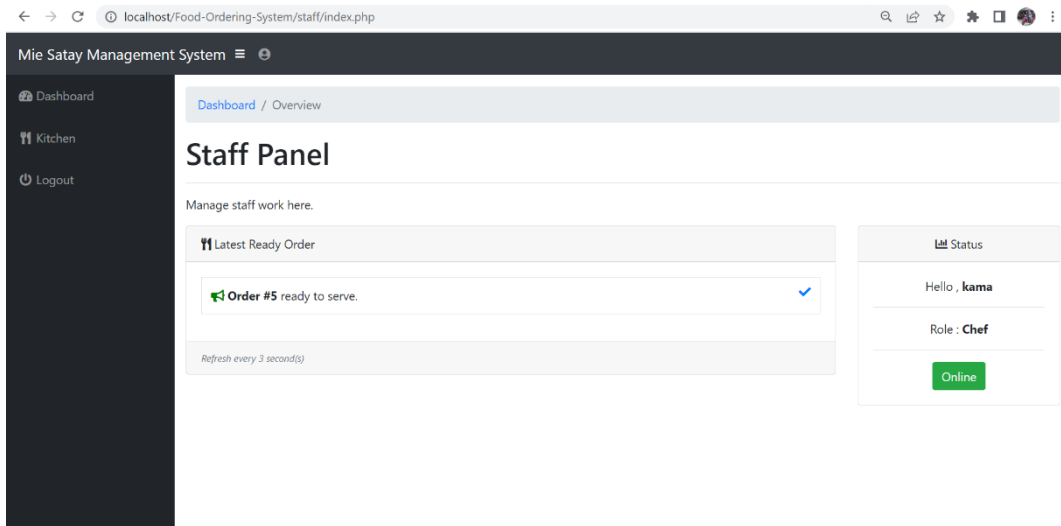 localhost/Food-Ordering-System/staff/index.php
Mie Satay Management System
Dashboard
Kitchen
Logout
Dashboard / Overview
Staff Panel
Manage staff work here.
Latest Ready Order
Order #5 ready to serve.
Refresh every 3 second(s)
Status
Hello , kama
Role : Chef
Online